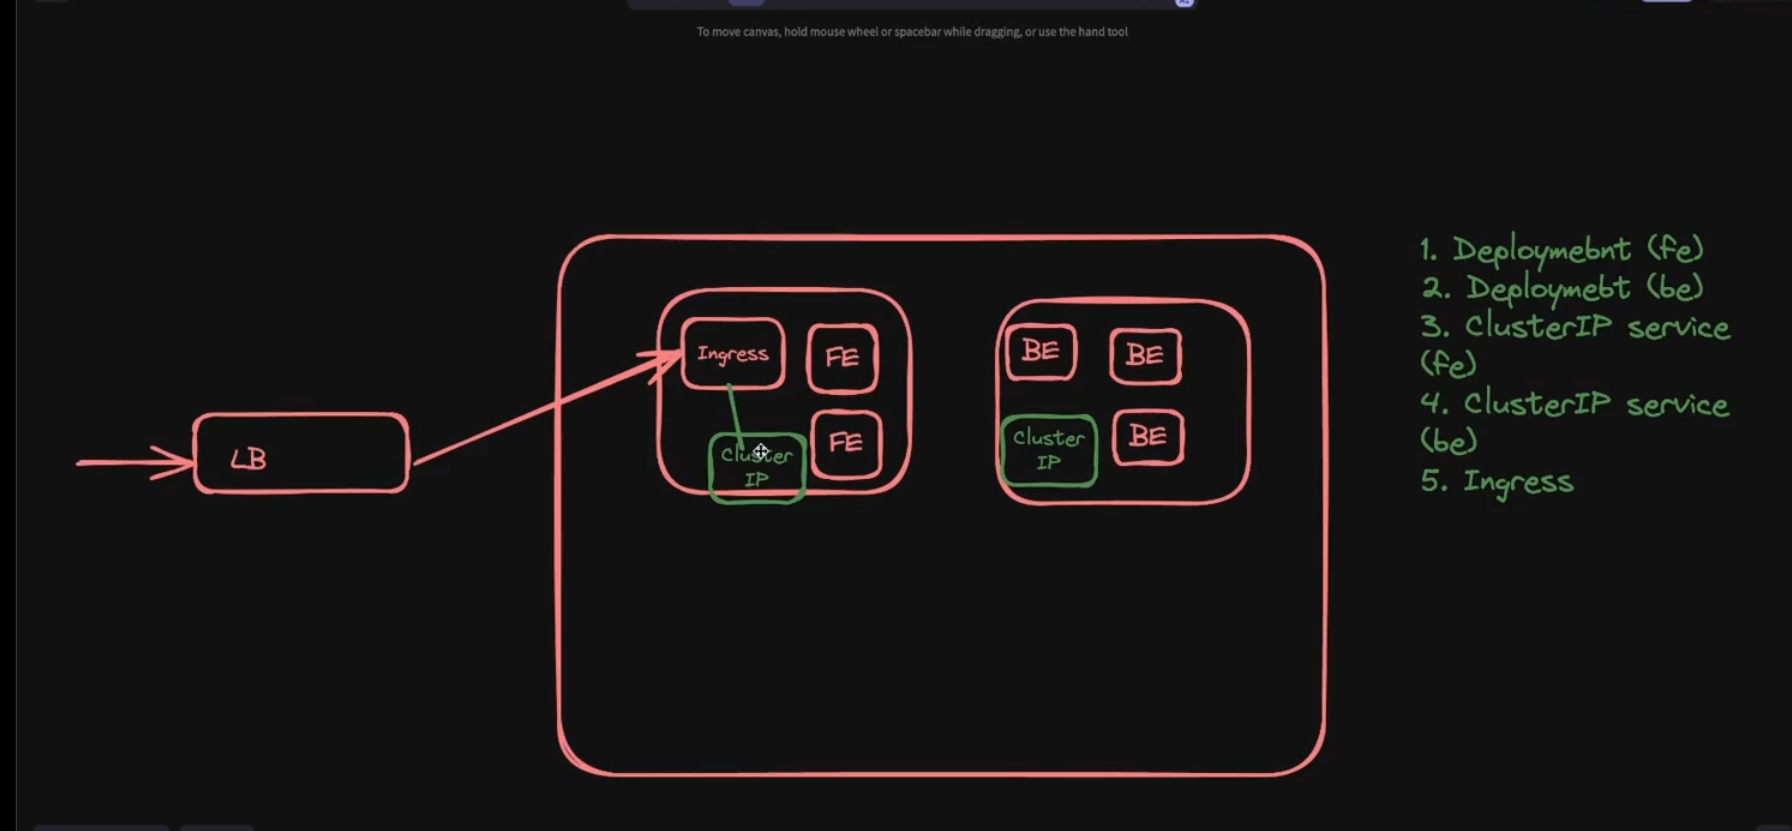 To move canvas, hold mouse wheel or spacebar while dragging, or use the hand tool
LB
Ingress
FE
FE
Cluster
IP
BE
BE
BE
Cluster
IP
1. Deploymebnt (fe)
2. Deploymebt (be)
3. ClusterIP service
(fe)
4. ClusterIP service
(be)
5. Ingress